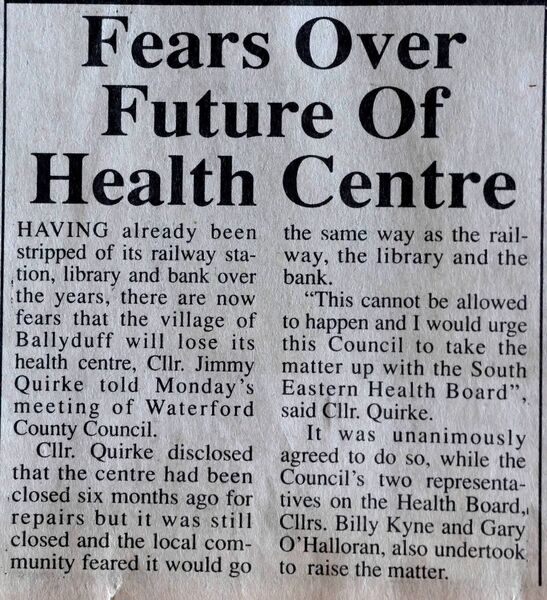 Fears Over
Future Of
Health Centre
HAVING already been
stripped of its railway sta-
tion, library and bank over
the years, there are now
fears that the village of
Ballyduff will lose its
health centre, Cllr. Jimmy
Quirke told Monday's
meeting of Waterford
County Council.
Cllr. Quirke disclosed
that the centre had been
closed six months ago for
repairs but it was still
closed and the local com-
munity feared it would go
the same way as the rail-
way, the library and the
bank.
"This cannot be allowed
to happen and I would urge
this Council to take the
matter up with the South
Eastern Health Board",
said Cllr. Quirke.
It was unanimously
agreed to do so, while the
Council's two representa-
tives on the Health Board,
Cllrs. Billy Kyne and Gary
O'Halloran, also undertook
to raise the matter.